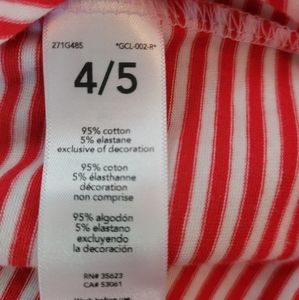 271G485 *GCL-002-R*
4/5
95% cotton
5% elastane
exclusive of decoration
95% coton
5% élasthanne
décoration
non comprise
95% algodón
5% elastano
excluyendo
la decoración
RN# 35623
CA# 53061